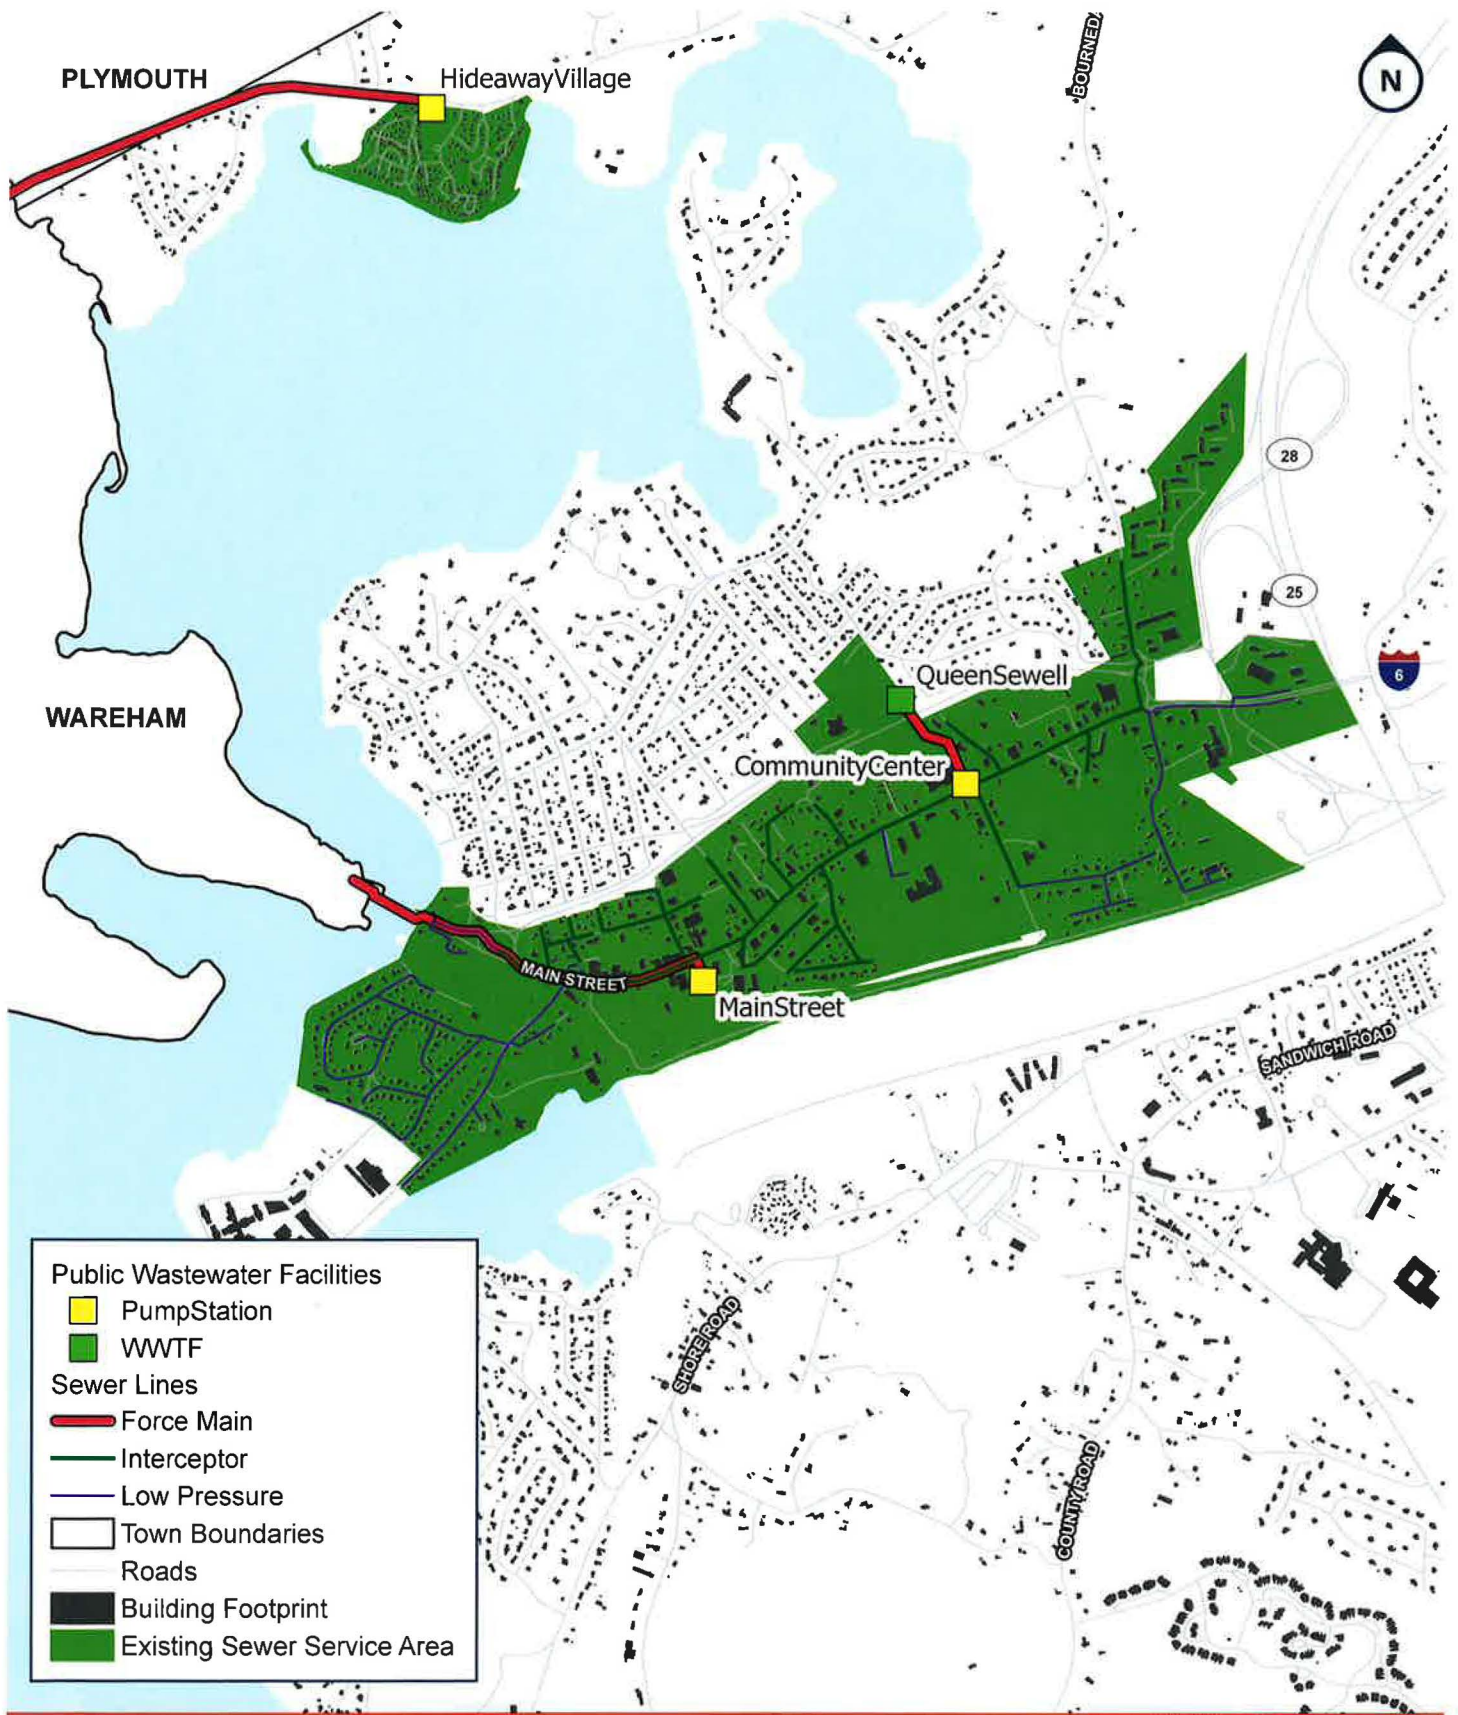 PLYMOUTH
HideawayVillage
N
28
25
QueenSewell
6
WAREHAM
CommunityCenter
MAIN STREET
MainStreet
SANDWICH ROAD
SHORE ROAD
COUNTY ROAD
Public Wastewater Facilities
PumpStation
WWTF
Sewer Lines
Force Main
Interceptor
Low Pressure
Town Boundaries
Roads
Building Footprint
Existing Sewer Service Area